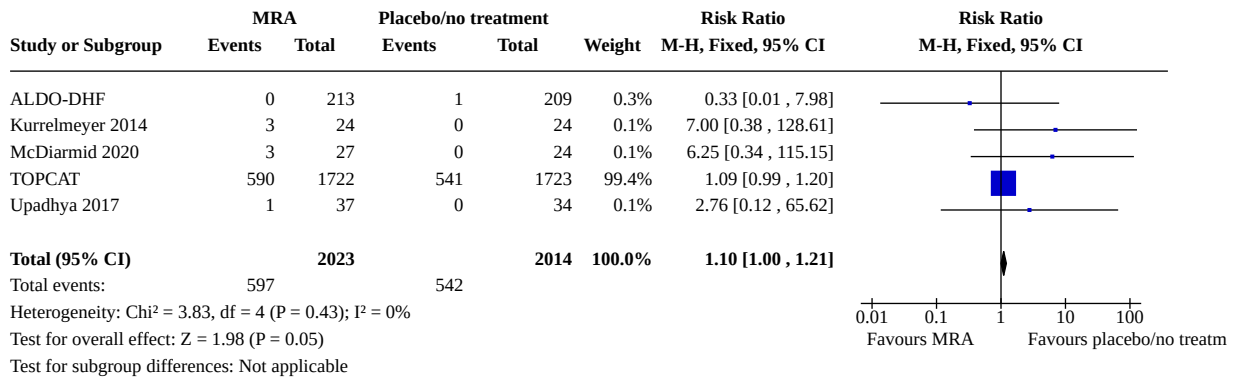 MRA Placebo/no treatment Risk Ratio Risk Ratio
Study or Subgroup Events Total Events Total Weight M-H, Fixed, 95% CI M-H, Fixed, 95% CI
ALDO-DHF 0 213 1 209 0.3% 0.33 [0.01 , 7.98]
Kurrelmeyer 2014 3 24 0 24 0.1% 7.00 [0.38 , 128.61]
McDiarmid 2020 3 27 0 24 0.1% 6.25 [0.34 , 115.15]
TOPCAT 590 1722 541 1723 99.4% 1.09 [0.99 , 1.20]
Upadhya 2017 1 37 0 34 0.1% 2.76 [0.12 , 65.62]
Total (95% CI) 2023 2014 100.0% 1.10 [1.00 , 1.21]
Total events: 597 542
Heterogeneity: Chi² = 3.83, df = 4 (P = 0.43); I² = 0%
0.01 0.1 1 10 100
Test for overall effect: Z = 1.98 (P = 0.05) Favours MRA Favours placebo/no treatm
Test for subgroup differences: Not applicable